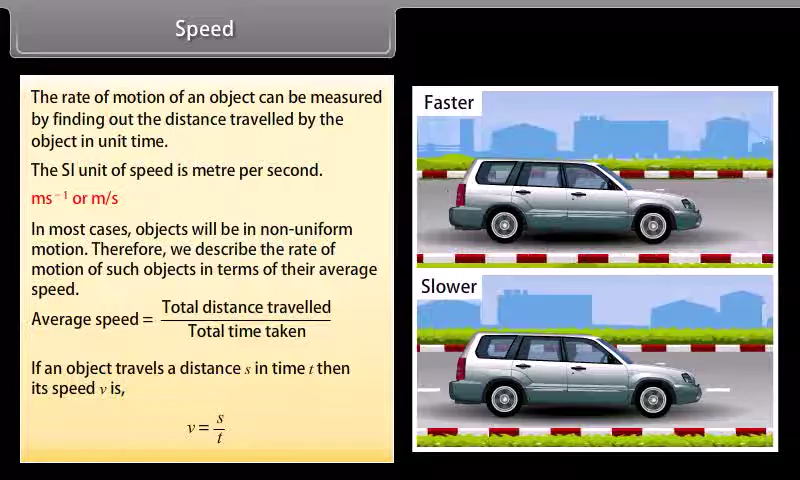 Speed
The rate of motion of an object can be measured
by finding out the distance travelled by the
object in unit time.
The SI unit of speed is metre per second.
ms⁻¹ or m/s
In most cases, objects will be in non-uniform
motion. Therefore, we describe the rate of
motion of such objects in terms of their average
speed.
Average speed = Total distance travelled / Total time taken
If an object travels a distance s in time t then
its speed v is,
v = s / t
Faster
Slower